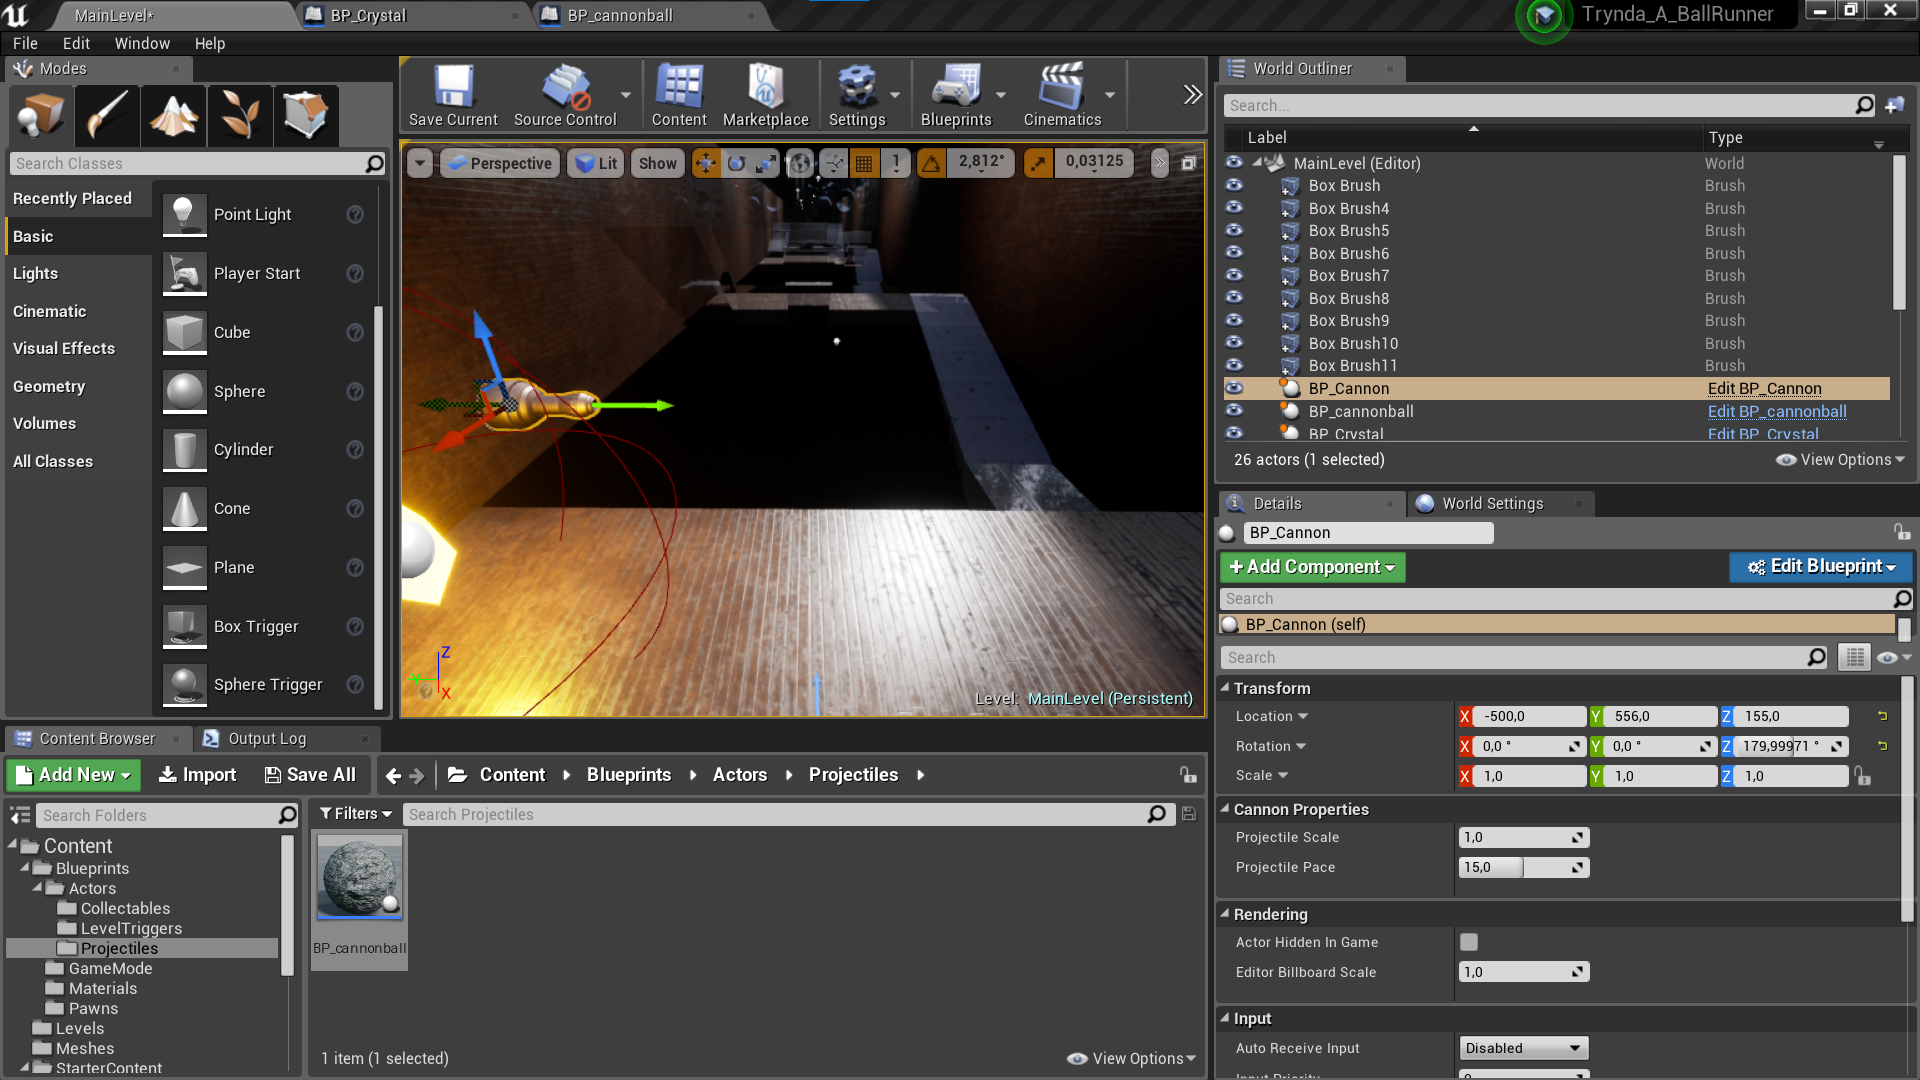 MainLevel*
BP_Crystal
BP_cannonball
Trynda_A_BallRunner
File Edit Window Help
Modes
Search Classes
Recently Placed
Basic
Lights
Cinematic
Visual Effects
Geometry
Volumes
All Classes
Point Light
Player Start
Cube
Sphere
Cylinder
Cone
Plane
Box Trigger
Sphere Trigger
Save Current
Source Control
Content
Marketplace
Settings
Blueprints
Cinematics
Perspective
Lit
Show
1
2,812°
0,03125
Z
Y
X
Level: MainLevel (Persistent)
World Outliner
Search...
Label Type
MainLevel (Editor) World
Box Brush Brush
Box Brush4 Brush
Box Brush5 Brush
Box Brush6 Brush
Box Brush7 Brush
Box Brush8 Brush
Box Brush9 Brush
Box Brush10 Brush
Box Brush11 Brush
BP_Cannon Edit BP_Cannon
BP_cannonball Edit BP_cannonball
BP_Crystal Edit BP_Crystal
26 actors (1 selected)
View Options
Details
World Settings
BP_Cannon
+ Add Component
Edit Blueprint
Search
BP_Cannon (self)
Search
Transform
Location X -500,0 Y 556,0 Z 155,0
Rotation X 0,0 ° Y 0,0 ° Z 179,99971 °
Scale X 1,0 Y 1,0 Z 1,0
Cannon Properties
Projectile Scale 1,0
Projectile Pace 15,0
Rendering
Actor Hidden In Game
Editor Billboard Scale 1,0
Input
Auto Receive Input Disabled
Input Priority 0
Content Browser
Output Log
Add New
Import
Save All
Content
Blueprints
Actors
Projectiles
Search Folders
Content
Blueprints
Actors
Collectables
LevelTriggers
Projectiles
GameMode
Materials
Pawns
Levels
Meshes
StarterContent
Filters
Search Projectiles
BP_cannonball
1 item (1 selected)
View Options